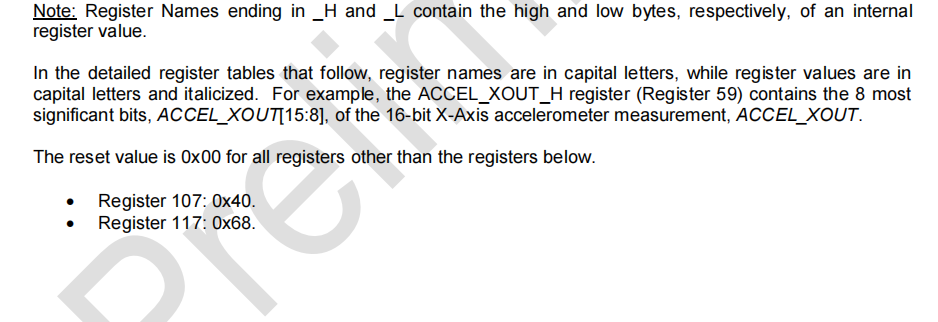 Note: Register Names ending in _H and _L contain the high and low bytes, respectively, of an internal
register value.
In the detailed register tables that follow, register names are in capital letters, while register values are in
capital letters and italicized. For example, the ACCEL_XOUT_H register (Register 59) contains the 8 most
significant bits, ACCEL_XOUT[15:8], of the 16-bit X-Axis accelerometer measurement, ACCEL_XOUT.
The reset value is 0x00 for all registers other than the registers below.
• Register 107: 0x40.
• Register 117: 0x68.
Prelim